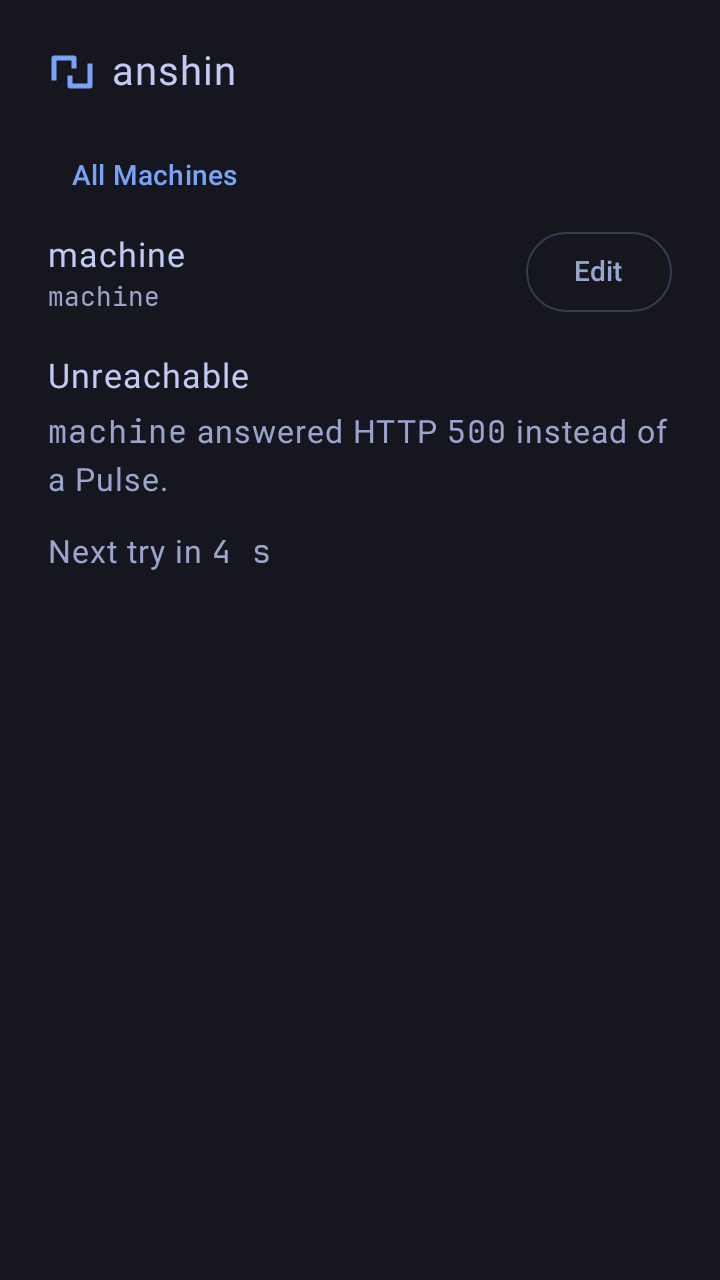 anshin
All Machines
machine
Edit
machine
Unreachable
machine answered HTTP 500 instead of
a Pulse.
Next try in 4 s